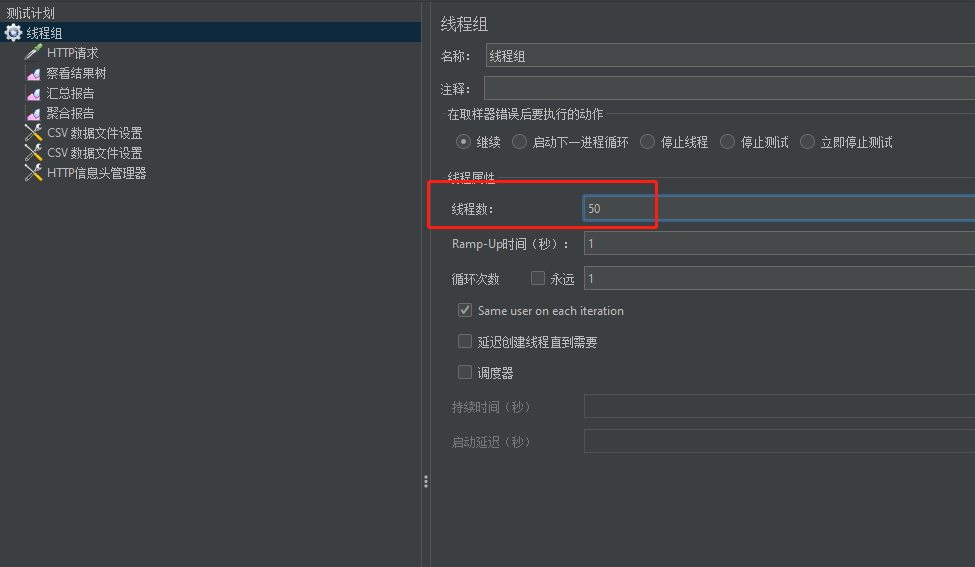 测试计划
线程组
HTTP请求
察看结果树
汇总报告
聚合报告
CSV 数据文件设置
CSV 数据文件设置
HTTP信息头管理器
线程组
名称： 线程组
注释：
在取样器错误后要执行的动作
继续 启动下一进程循环 停止线程 停止测试 立即停止测试
线程属性
线程数： 50
Ramp-Up时间（秒）： 1
循环次数 永远 1
Same user on each iteration
延迟创建线程直到需要
调度器
持续时间（秒）
启动延迟（秒）